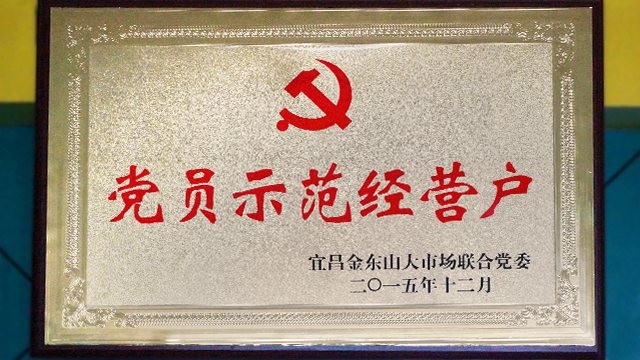 党员示范经营户
宜昌金东山大市场联合党委
二〇一五年十二月